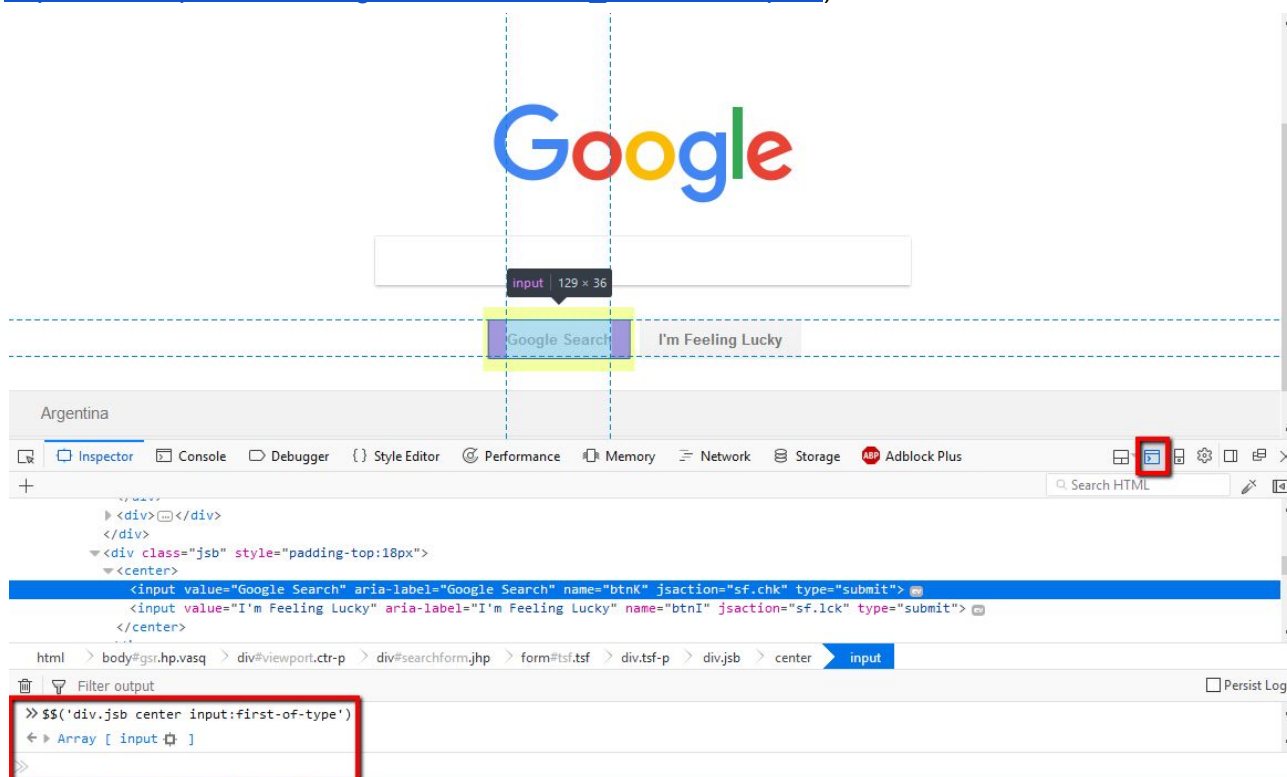 Google
input 129 × 36
Google Search I'm Feeling Lucky
Argentina
Inspector Console Debugger {} Style Editor Performance Memory Network Storage ABP Adblock Plus
+ Search HTML
<div>…</div>
</div>
<div class="jsb" style="padding-top:18px">
<center>
<input value="Google Search" aria-label="Google Search" name="btnK" jsaction="sf.chk" type="submit"> ev
<input value="I'm Feeling Lucky" aria-label="I'm Feeling Lucky" name="btnI" jsaction="sf.lck" type="submit"> ev
</center>
html body#gsr.hp.vasq div#viewport.ctr-p div#searchform.jhp form#tsf.tsf div.tsf-p div.jsb center input
Filter output Persist Log
>> $$('div.jsb center input:first-of-type')
Array [ input ]
>>